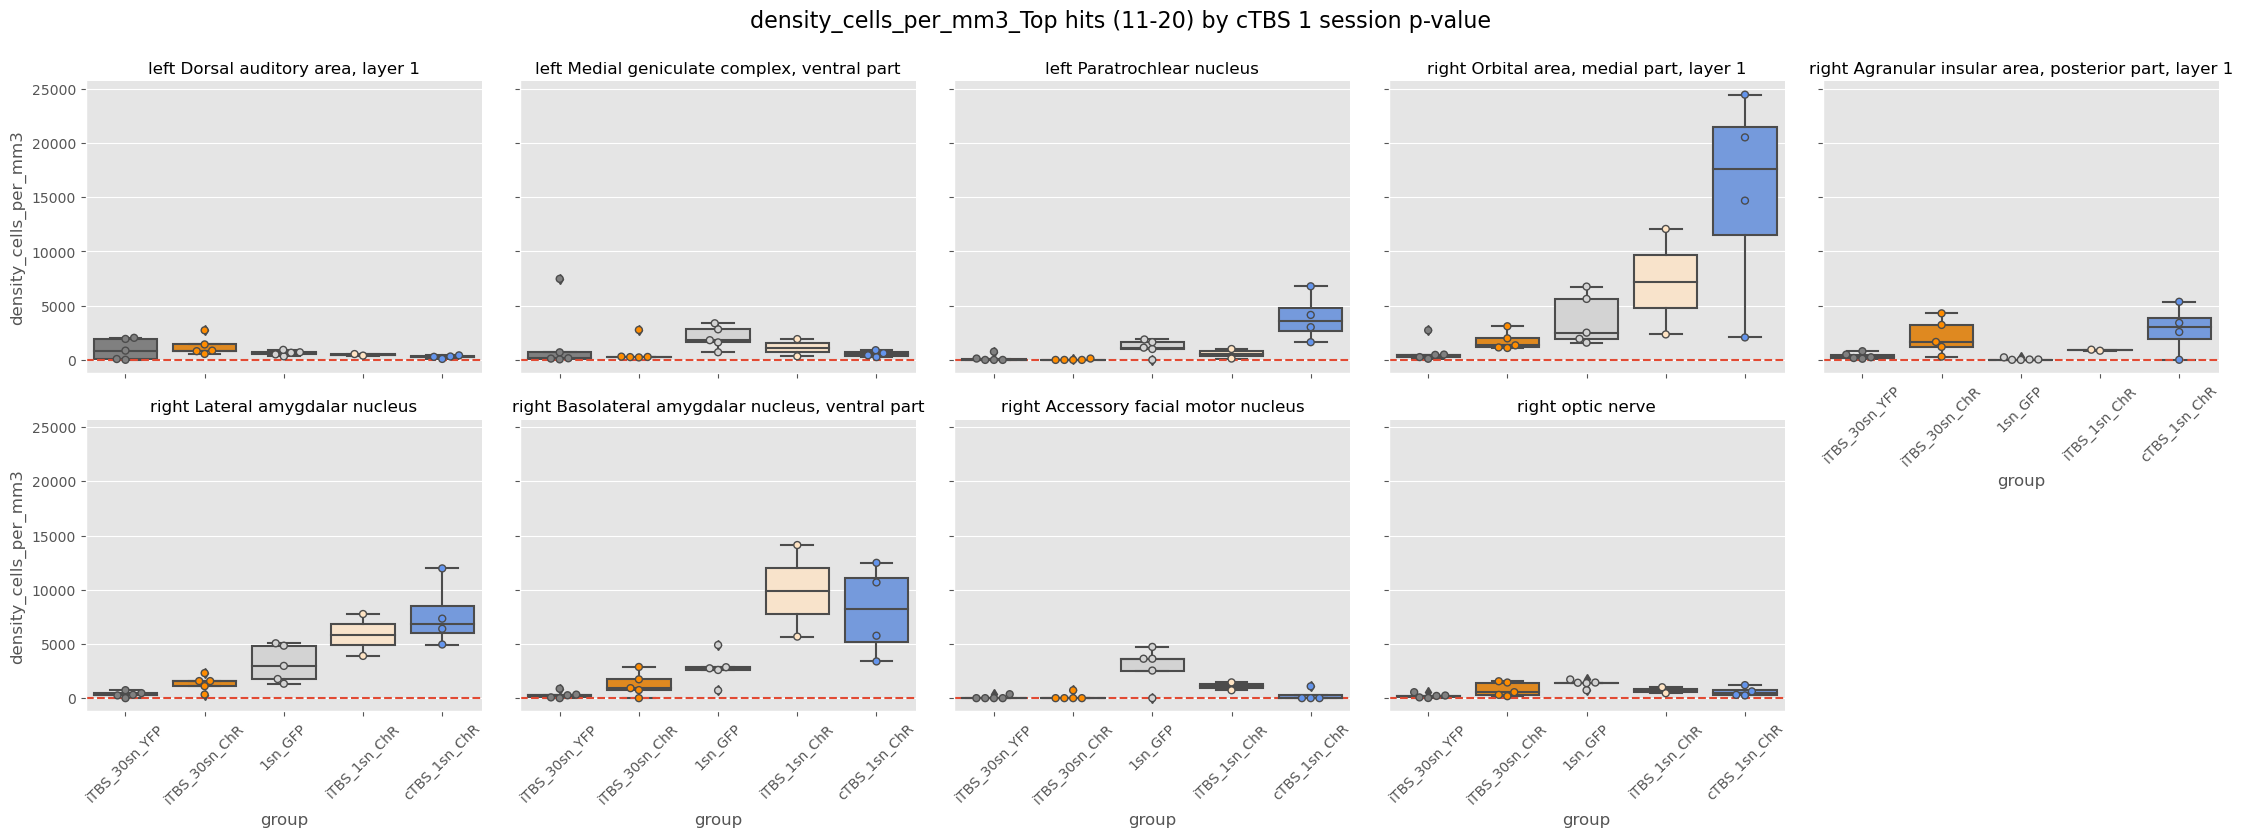 density_cells_per_mm3_Top hits (11-20) by cTBS 1 session p-value
left Dorsal auditory area, layer 1
left Medial geniculate complex, ventral part
left Paratrochlear nucleus
right Orbital area, medial part, layer 1
right Agranular insular area, posterior part, layer 1
density_cells_per_mm3
25000
20000
15000
10000
5000
0
iTBS_30sn_YFP
iTBS_30sn_ChR
1sn_GFP
iTBS_1sn_ChR
cTBS_1sn_ChR
group
right Lateral amygdalar nucleus
right Basolateral amygdalar nucleus, ventral part
right Accessory facial motor nucleus
right optic nerve
density_cells_per_mm3
25000
20000
15000
10000
5000
0
iTBS_30sn_YFP
iTBS_30sn_ChR
1sn_GFP
iTBS_1sn_ChR
cTBS_1sn_ChR
group
iTBS_30sn_YFP
iTBS_30sn_ChR
1sn_GFP
iTBS_1sn_ChR
cTBS_1sn_ChR
group
iTBS_30sn_YFP
iTBS_30sn_ChR
1sn_GFP
iTBS_1sn_ChR
cTBS_1sn_ChR
group
iTBS_30sn_YFP
iTBS_30sn_ChR
1sn_GFP
iTBS_1sn_ChR
cTBS_1sn_ChR
group